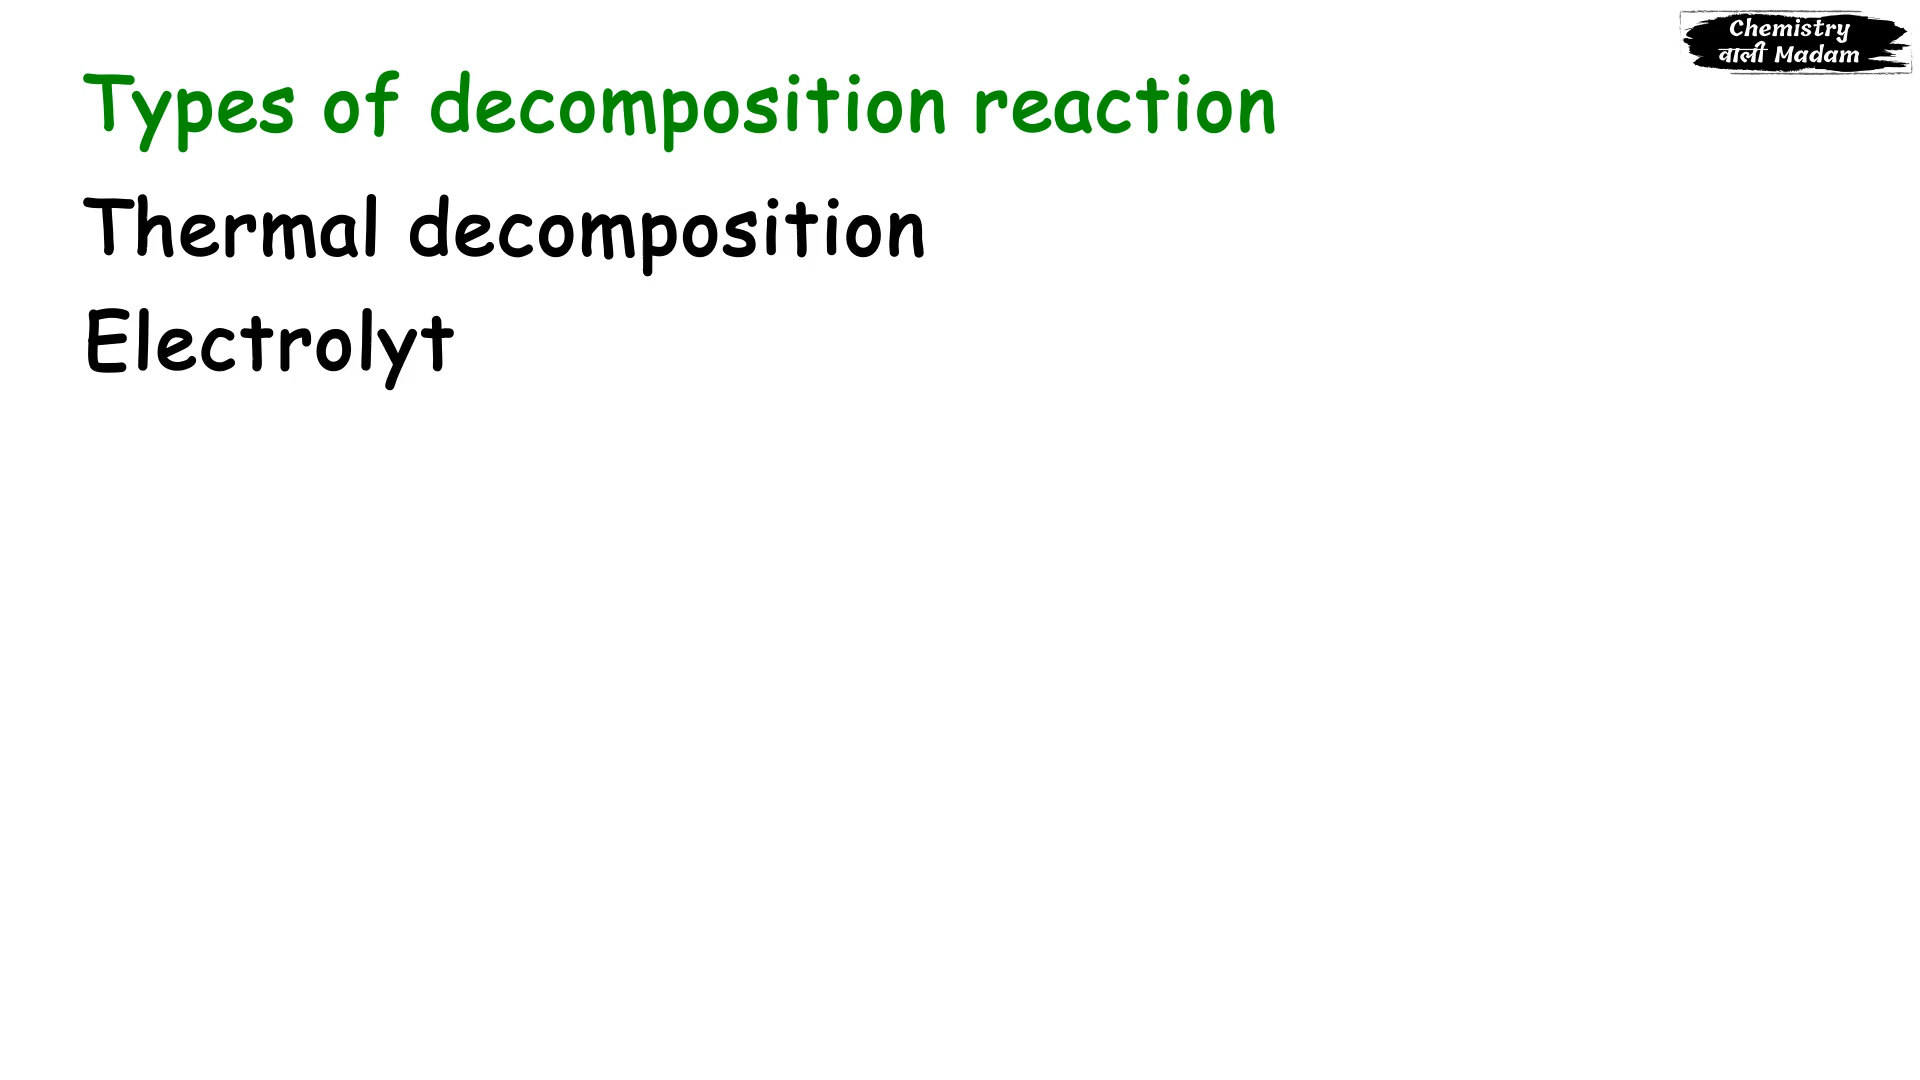 Chemistry
वाली Madam
Types of decomposition reaction
Thermal decomposition
Electrolyt